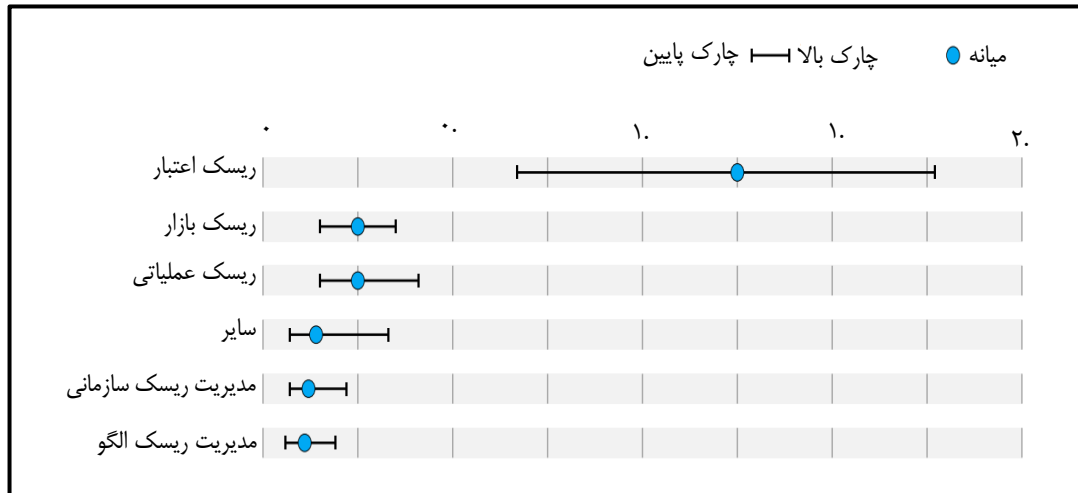 میانه چارک بالا چارک پایین
۰ ۰. ۱. ۱. ۲.
ریسک اعتبار
ریسک بازار
ریسک عملیاتی
سایر
مدیریت ریسک سازمانی
مدیریت ریسک الگو